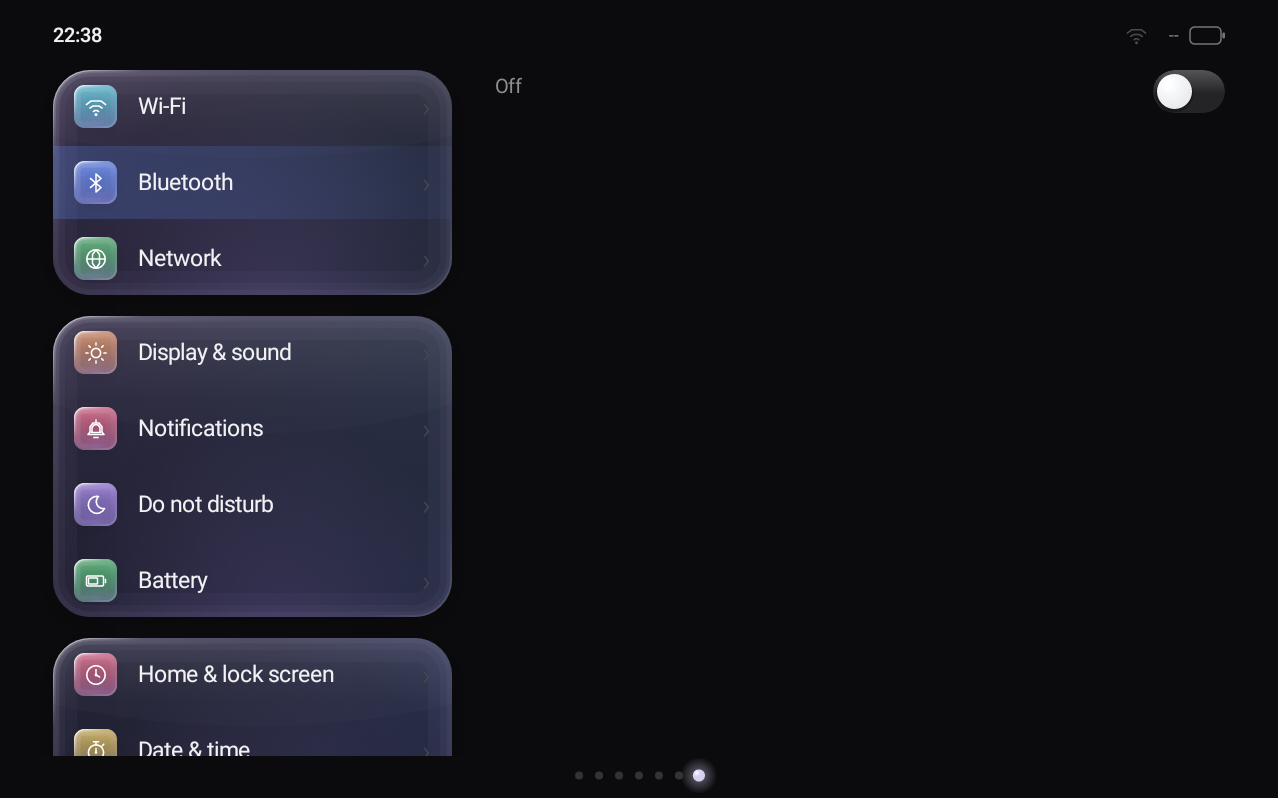 22:38
--
Wi-Fi
Off
Bluetooth
Network
Display & sound
Notifications
Do not disturb
Battery
Home & lock screen
Date & time